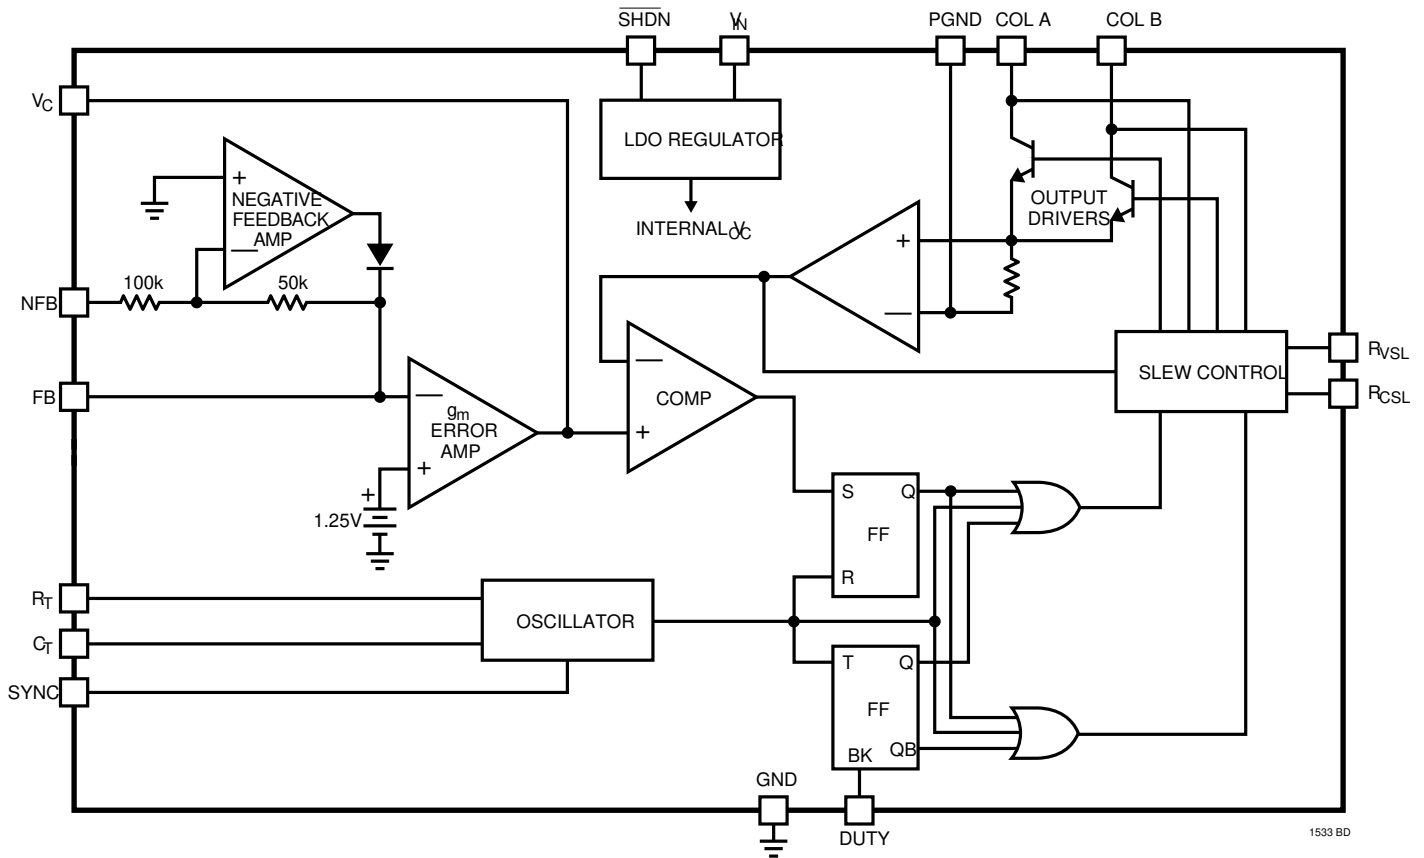 SHDN
VIN
PGND
COL A
COL B
VC
LDO REGULATOR
+
NEGATIVE
FEEDBACK
AMP
—
OUTPUT
DRIVERS
INTERNAL VCC
+
—
100k
50k
NFB
—
COMP
+
SLEW CONTROL
RVSL
RCSL
FB
—
gm
ERROR
AMP
+
+
1.25V
S
Q
FF
R
RT
OSCILLATOR
CT
SYNC
T
Q
FF
BK
QB
GND
DUTY
1533 BD